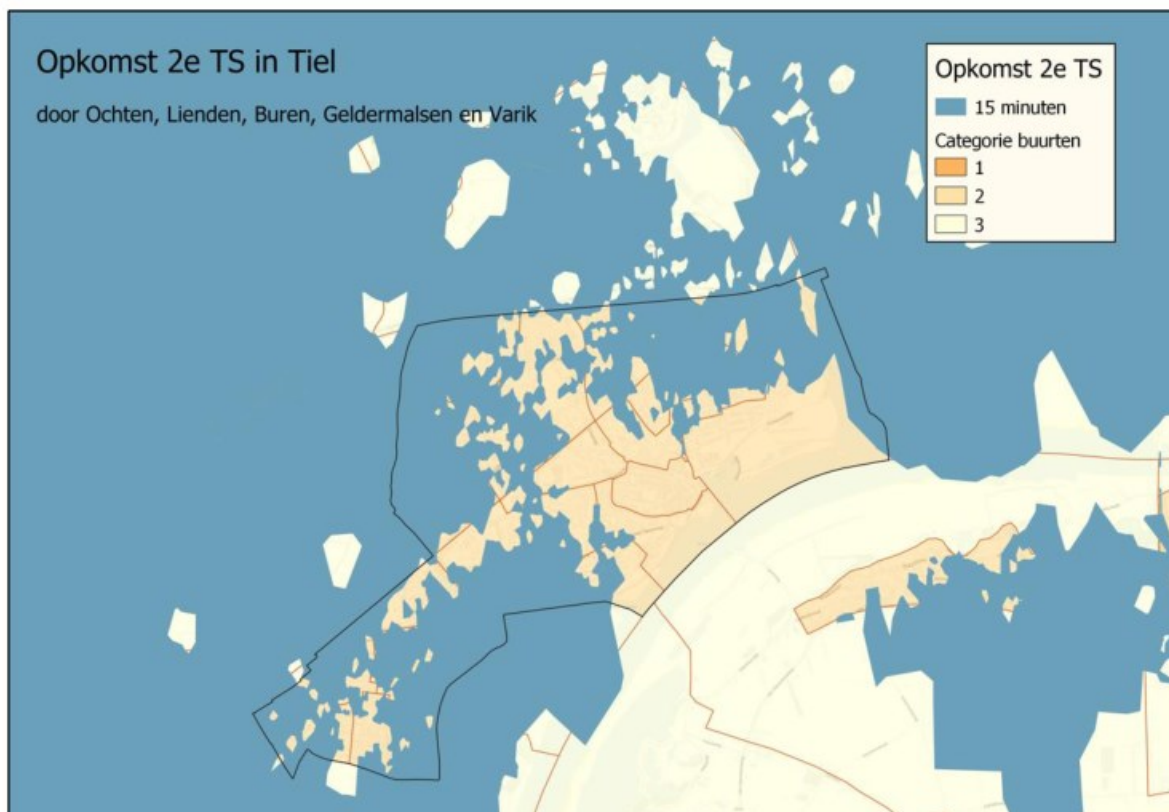 Opkomst 2e TS in Tiel
door Ochten, Lienden, Buren, Geldermalsen en Varik
Opkomst 2e TS
15 minuten
Categorie buurten
1
2
3